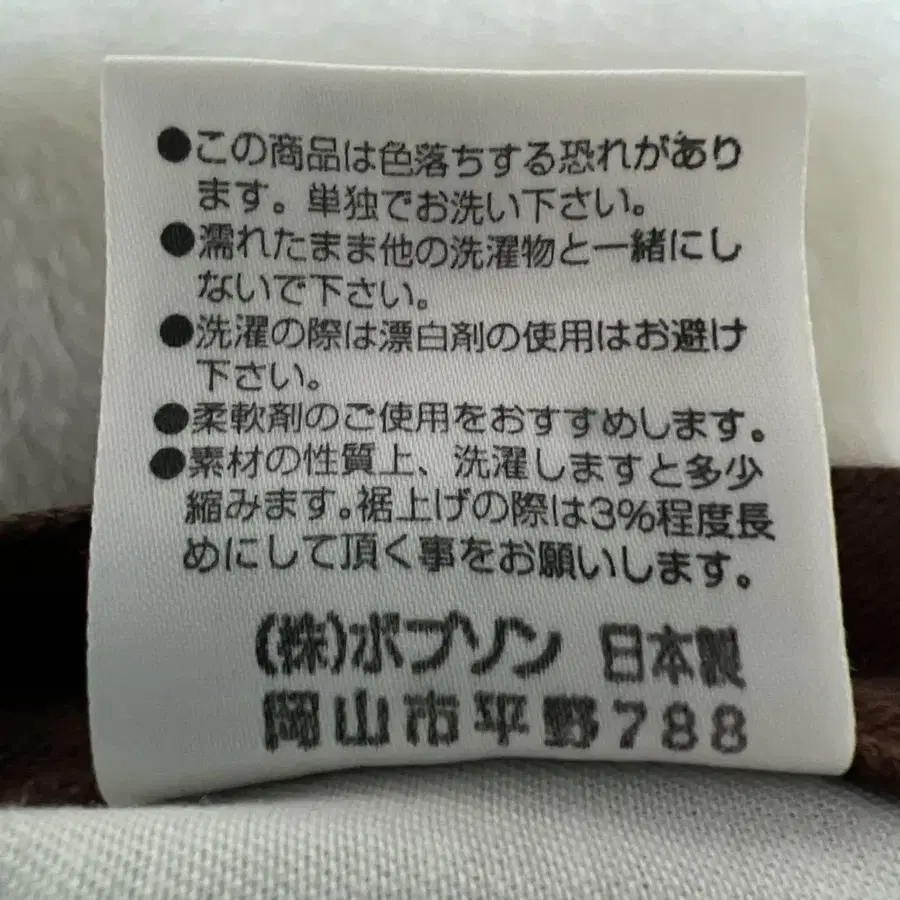 ●この商品は色落ちする恐れがあり
ます。単独でお洗い下さい。
●濡れたまま他の洗濯物と一緒にし
ないで下さい。
●洗濯の際は漂白剤の使用はお避け
下さい。
●柔軟剤のご使用をおすすめします。
●素材の性質上、洗濯しますと多少
縮みます。裾上げの際は3%程度長
めにして頂く事をお願いします。
(株)ボブソン 日本製
岡山市平野788